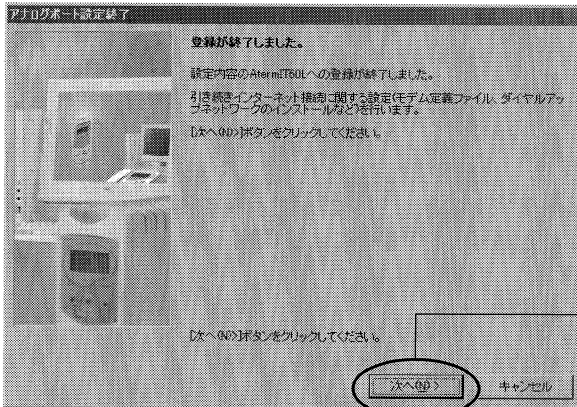 アナログポート設定終了
登録が終了しました。
設定内容のAtermIT60Lへの登録が終了しました。
引き続きインターネット接続に関する設定(モデム定義ファイル、ダイヤルアッ
プネットワークのインストールなど)を行います。
[次へ(N)>]ボタンをクリックしてください。
[次へ(N)>]ボタンをクリックしてください。
次へ(N) >
キャンセル